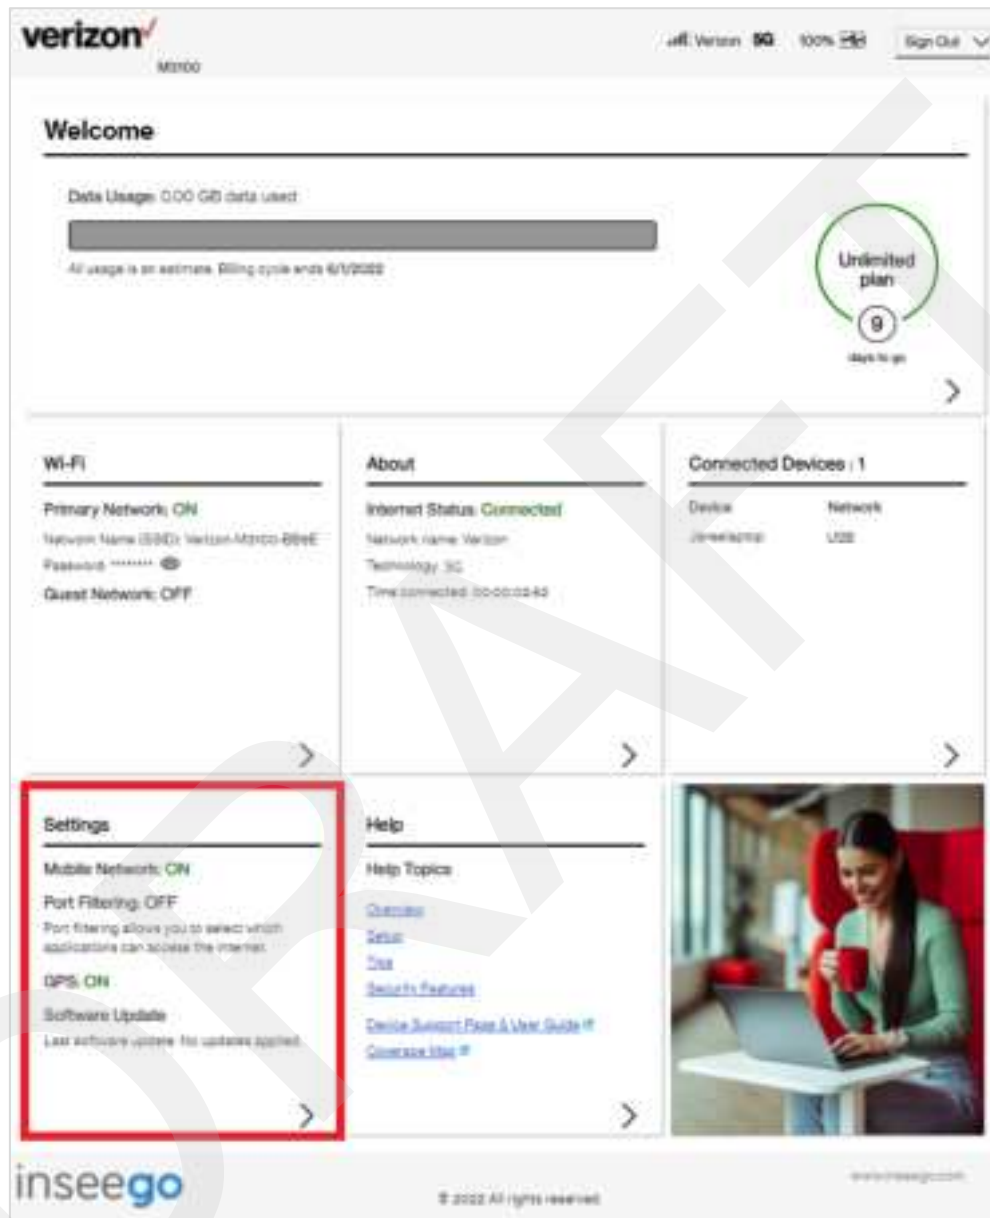 verizon
Verizon 5G 100% Sign Out
M3100
Welcome
Data Usage: 0.00 GB data used
All usage is an estimate. Billing cycle ends 6/1/2022
Unlimited
plan
9
days to go
Wi-Fi
Primary Network: ON
Network Name (SSID): Verizon-M3100-
Password: ********
Guest Network: OFF
About
Internet Status: Connected
Network name: Verizon
Technology: 5G
Time connected:
Connected Devices : 1
Device Network
USB
Settings
Mobile Network: ON
Port Filtering: OFF
Port filtering allows you to select which
applications can access the internet.
GPS: ON
Software Update
Last software update: No updates applied.
Help
Help Topics
Overview
Setup
Tips
Security Features
Device Support Page & User Guide
Coverage Map
inseego
© 2022 All rights reserved.
www.inseego.com
DRAFT